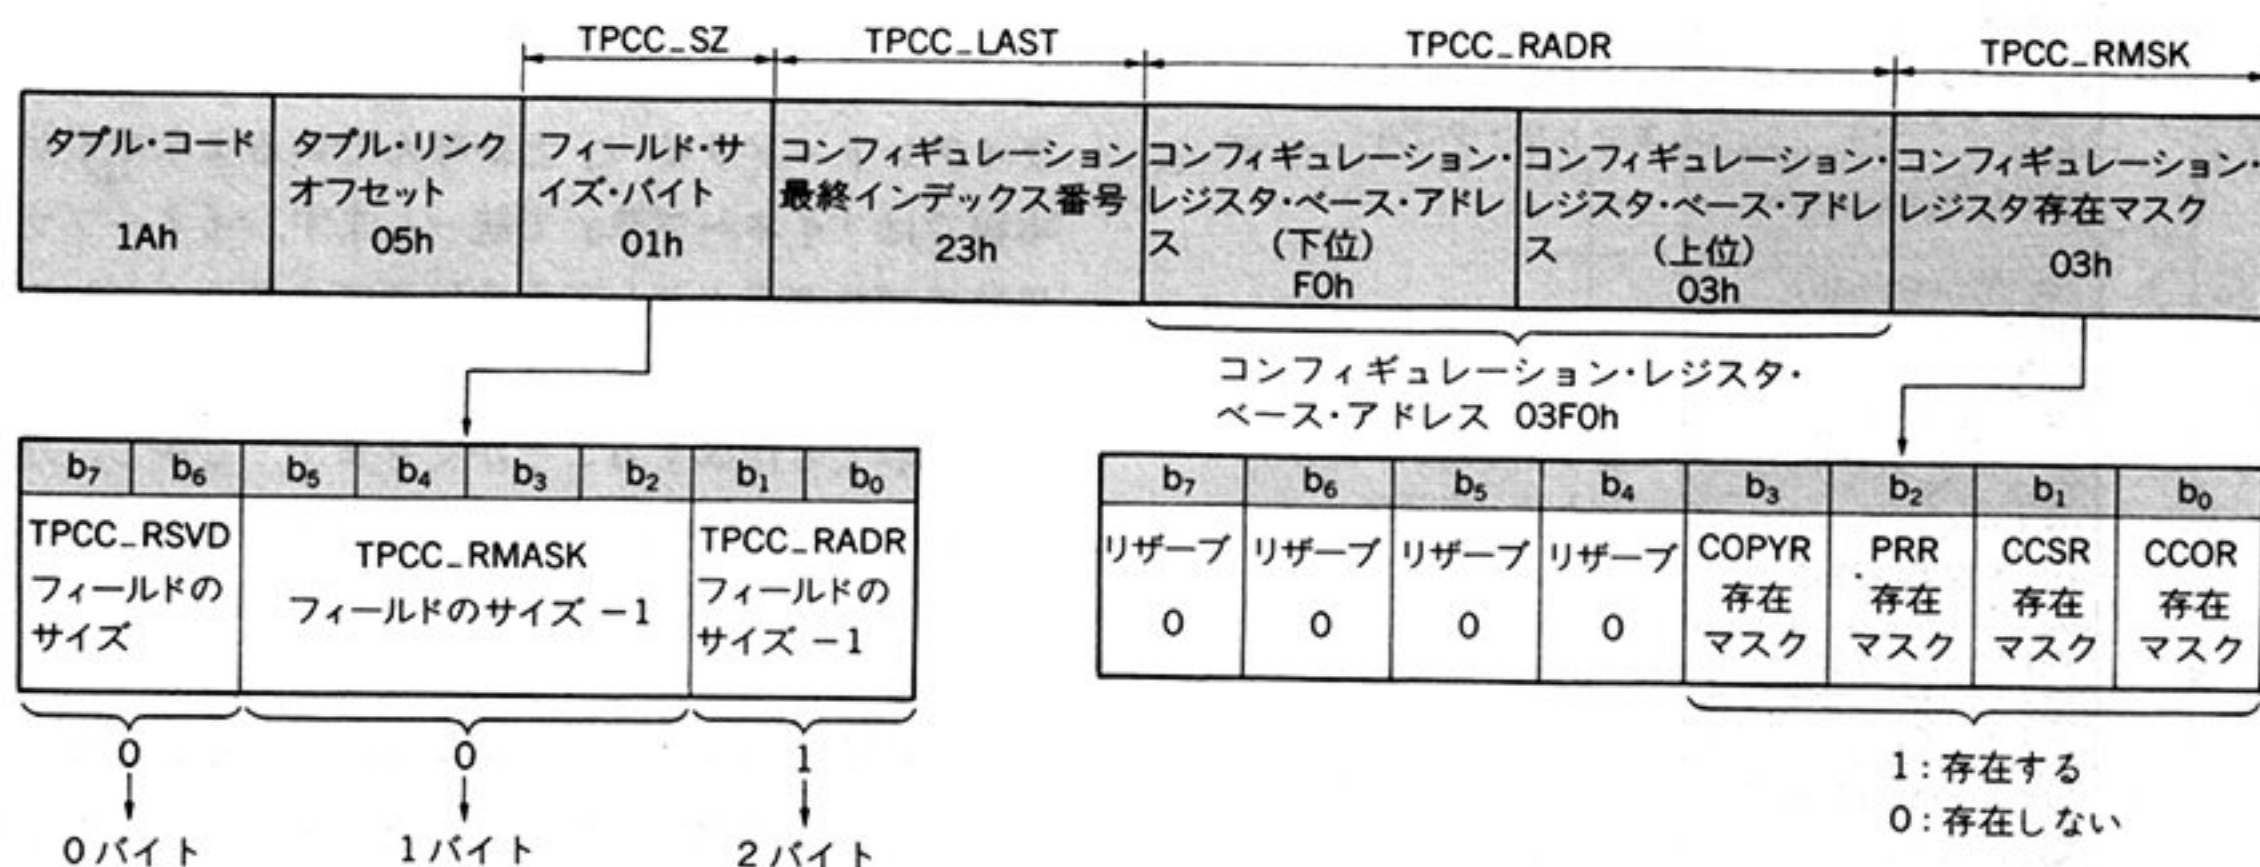 TPCC_SZ
TPCC_LAST
TPCC_RADR
TPCC_RMSK
タプル・コード
1Ah
タプル・リンク
オフセット
05h
フィールド・サ
イズ・バイト
01h
コンフィギュレーション
最終インデックス番号
23h
コンフィギュレーション・
レジスタ・ベース・アドレ
ス (下位)
F0h
コンフィギュレーション・
レジスタ・ベース・アドレ
ス (上位)
03h
コンフィギュレーション・
レジスタ存在マスク
03h
コンフィギュレーション・レジスタ・
ベース・アドレス 03F0h
b7 b6 b5 b4 b3 b2 b1 b0
TPCC_RSVD
フィールドの
サイズ
TPCC_RMASK
フィールドのサイズ -1
TPCC_RADR
フィールドの
サイズ -1
0 0 1
0バイト 1バイト 2バイト
b7 b6 b5 b4 b3 b2 b1 b0
リザーブ
0
リザーブ
0
リザーブ
0
リザーブ
0
COPYR
存在
マスク
PRR
存在
マスク
CCSR
存在
マスク
CCOR
存在
マスク
1:存在する
0:存在しない